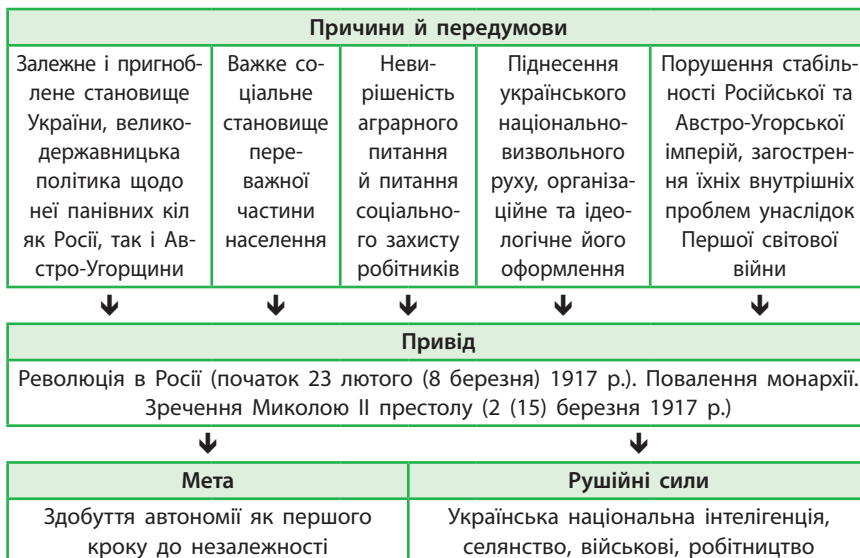 Причини й передумови
Залежне і пригноб-
лене становище
України, велико-
державницька
політика щодо
неї панівних кіл
як Росії, так і Ав-
стро-Угорщини
Важке со-
ціальне
становище
пере-
важної
частини
населення
Неви-
рішеність
аграрного
питання
й питання
соціально-
го захисту
робітників
Піднесення
українського
національно-
визвольного
руху, організа-
ційне та ідео-
логічне його
оформлення
Порушення стабіль-
ності Російської та
Австро-Угорської
імперій, загострен-
ня їхніх внутрішніх
проблем унаслідок
Першої світової
війни
Привід
Революція в Росії (початок 23 лютого (8 березня) 1917 р.). Повалення монархії.
Зречення Миколою II престолу (2 (15) березня 1917 р.)
Мета
Здобуття автономії як першого
кроку до незалежності
Рушійні сили
Українська національна інтелігенція,
селянство, військові, робітництво